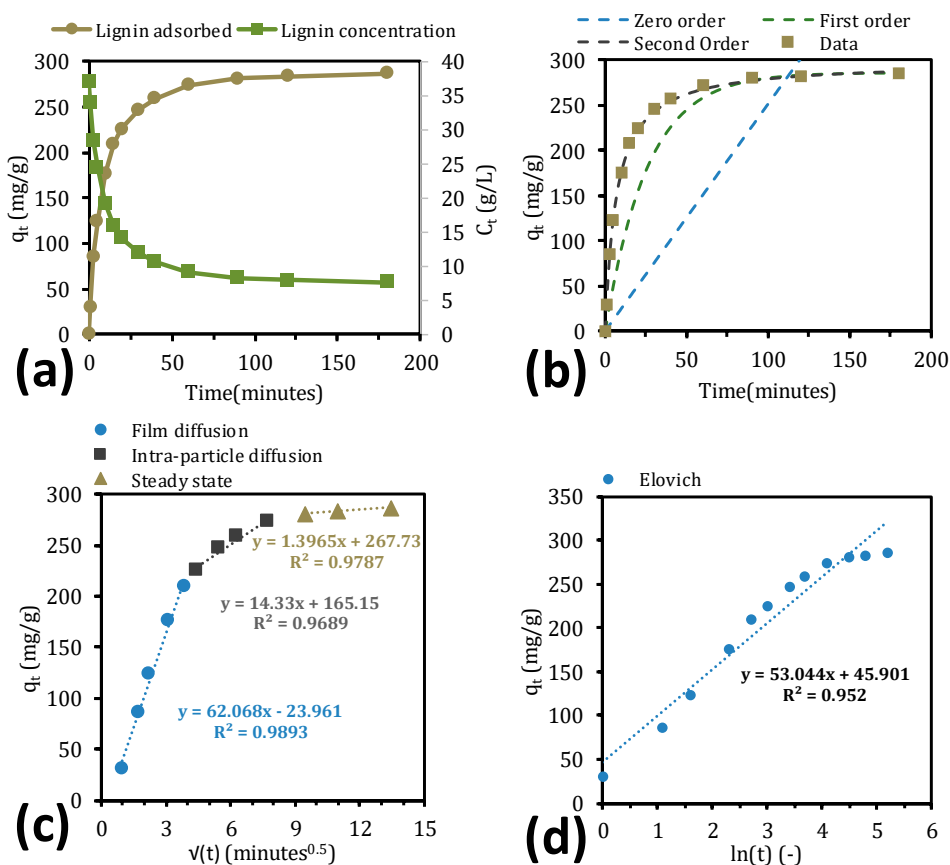 Lignin adsorbed Lignin concentration
300
250
200
150
100
50
0
q_t (mg/g)
40
35
30
25
20
15
10
5
0
C_t (g/L)
0 50 100 150 200
Time(minutes)
(a)
Zero order First order
Second Order Data
300
250
200
150
100
50
0
q_t (mg/g)
0 50 100 150 200
Time(minutes)
(b)
Film diffusion
Intra-particle diffusion
Steady state
300
250
200
150
100
50
0
q_t (mg/g)
y = 1.3965x + 267.73
R² = 0.9787
y = 14.33x + 165.15
R² = 0.9689
y = 62.068x - 23.961
R² = 0.9893
0 3 6 9 12 15
√(t) (minutes^0.5)
(c)
Elovich
350
300
250
200
150
100
50
0
q_t (mg/g)
y = 53.044x + 45.901
R² = 0.952
0 1 2 3 4 5 6
ln(t) (-)
(d)